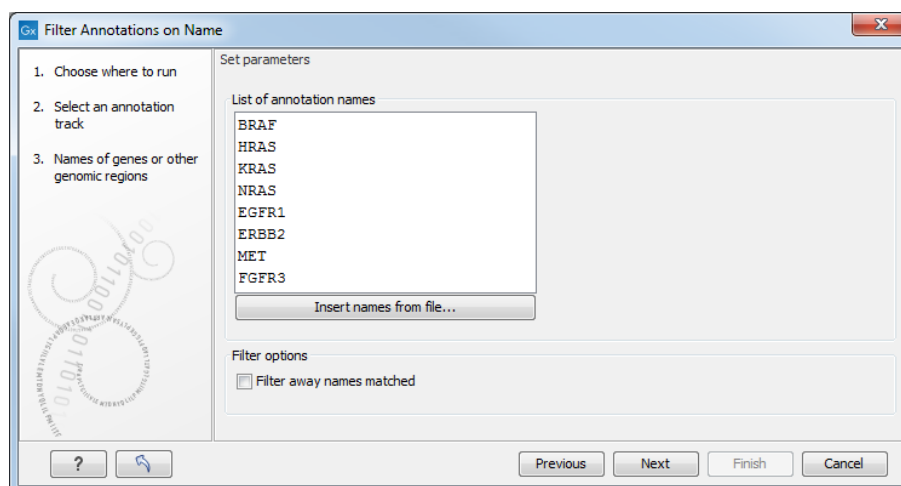 Gx Filter Annotations on Name
1. Choose where to run
2. Select an annotation
track
3. Names of genes or other
genomic regions
Set parameters
List of annotation names
BRAF
HRAS
KRAS
NRAS
EGFR1
ERBB2
MET
FGFR3
Insert names from file...
Filter options
Filter away names matched
?
Previous
Next
Finish
Cancel